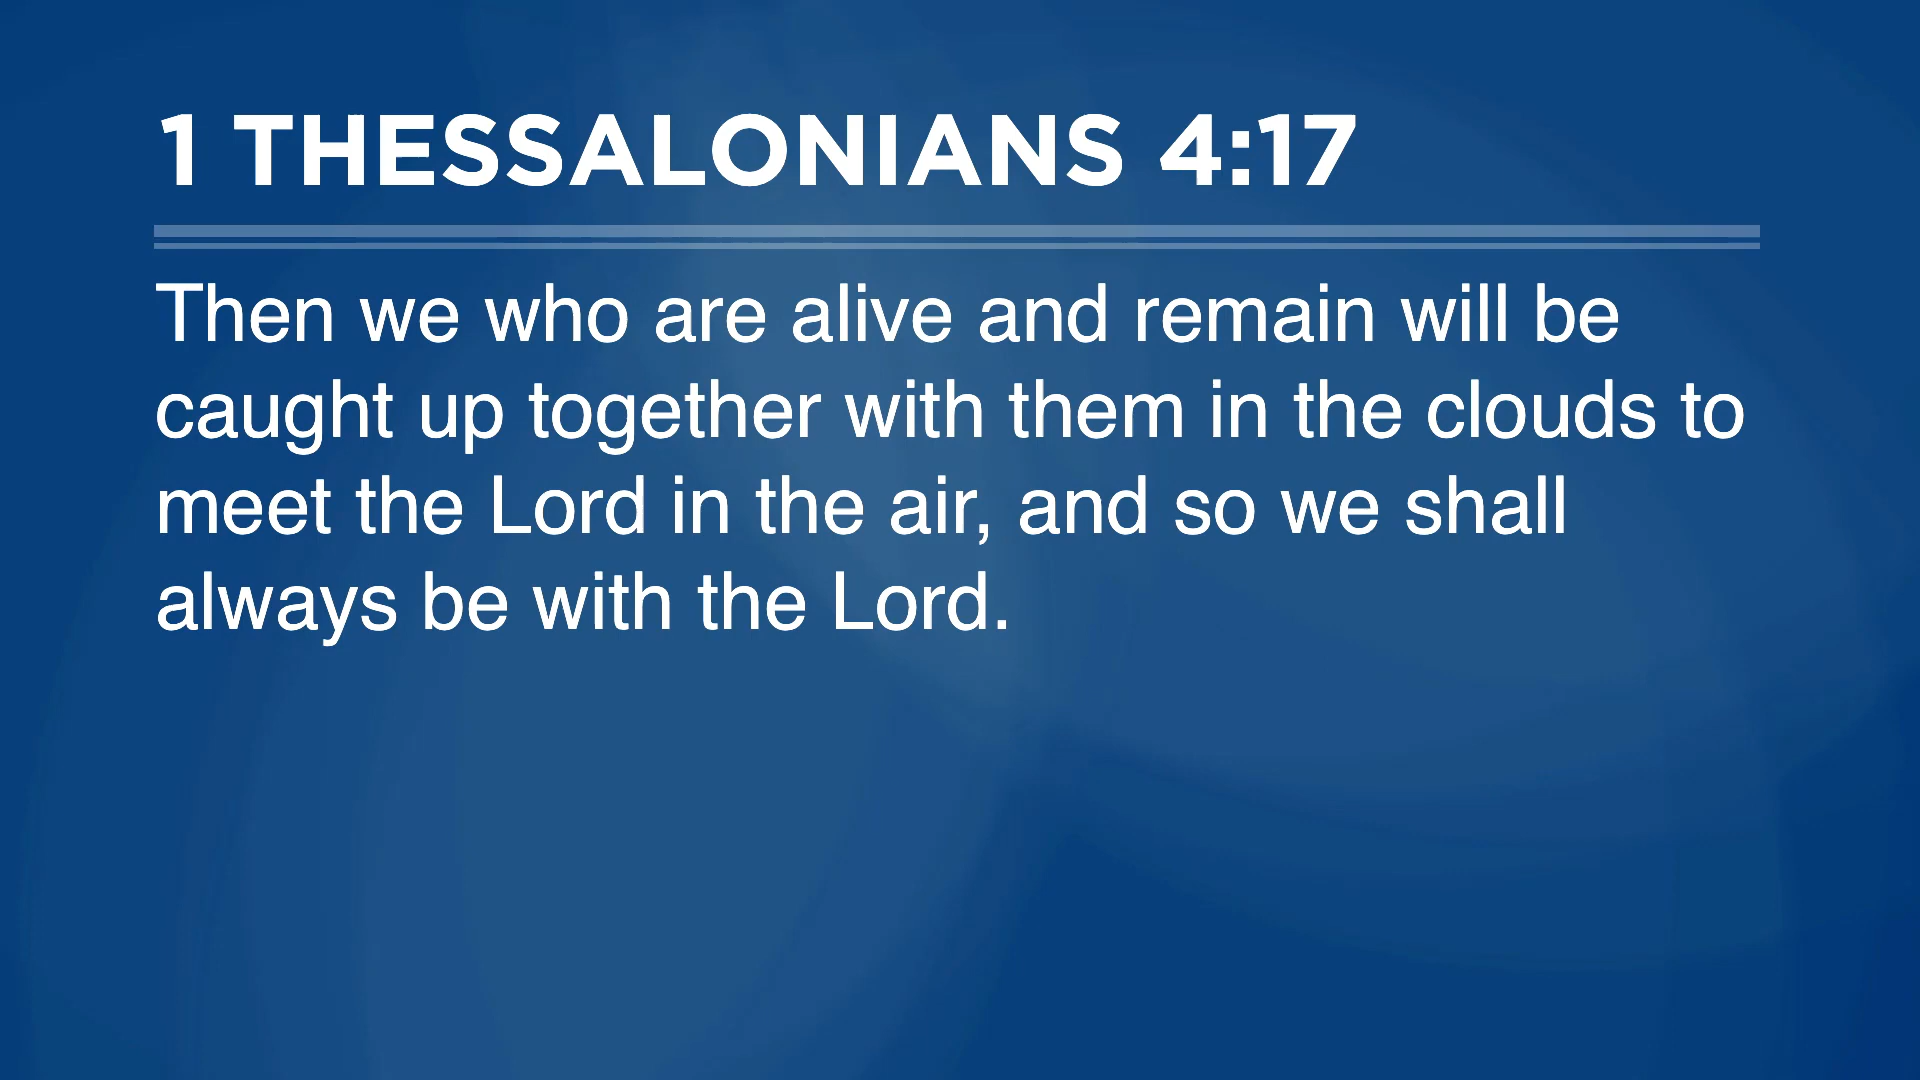 1 THESSALONIANS 4:17
Then we who are alive and remain will be
caught up together with them in the clouds to
meet the Lord in the air, and so we shall
always be with the Lord.